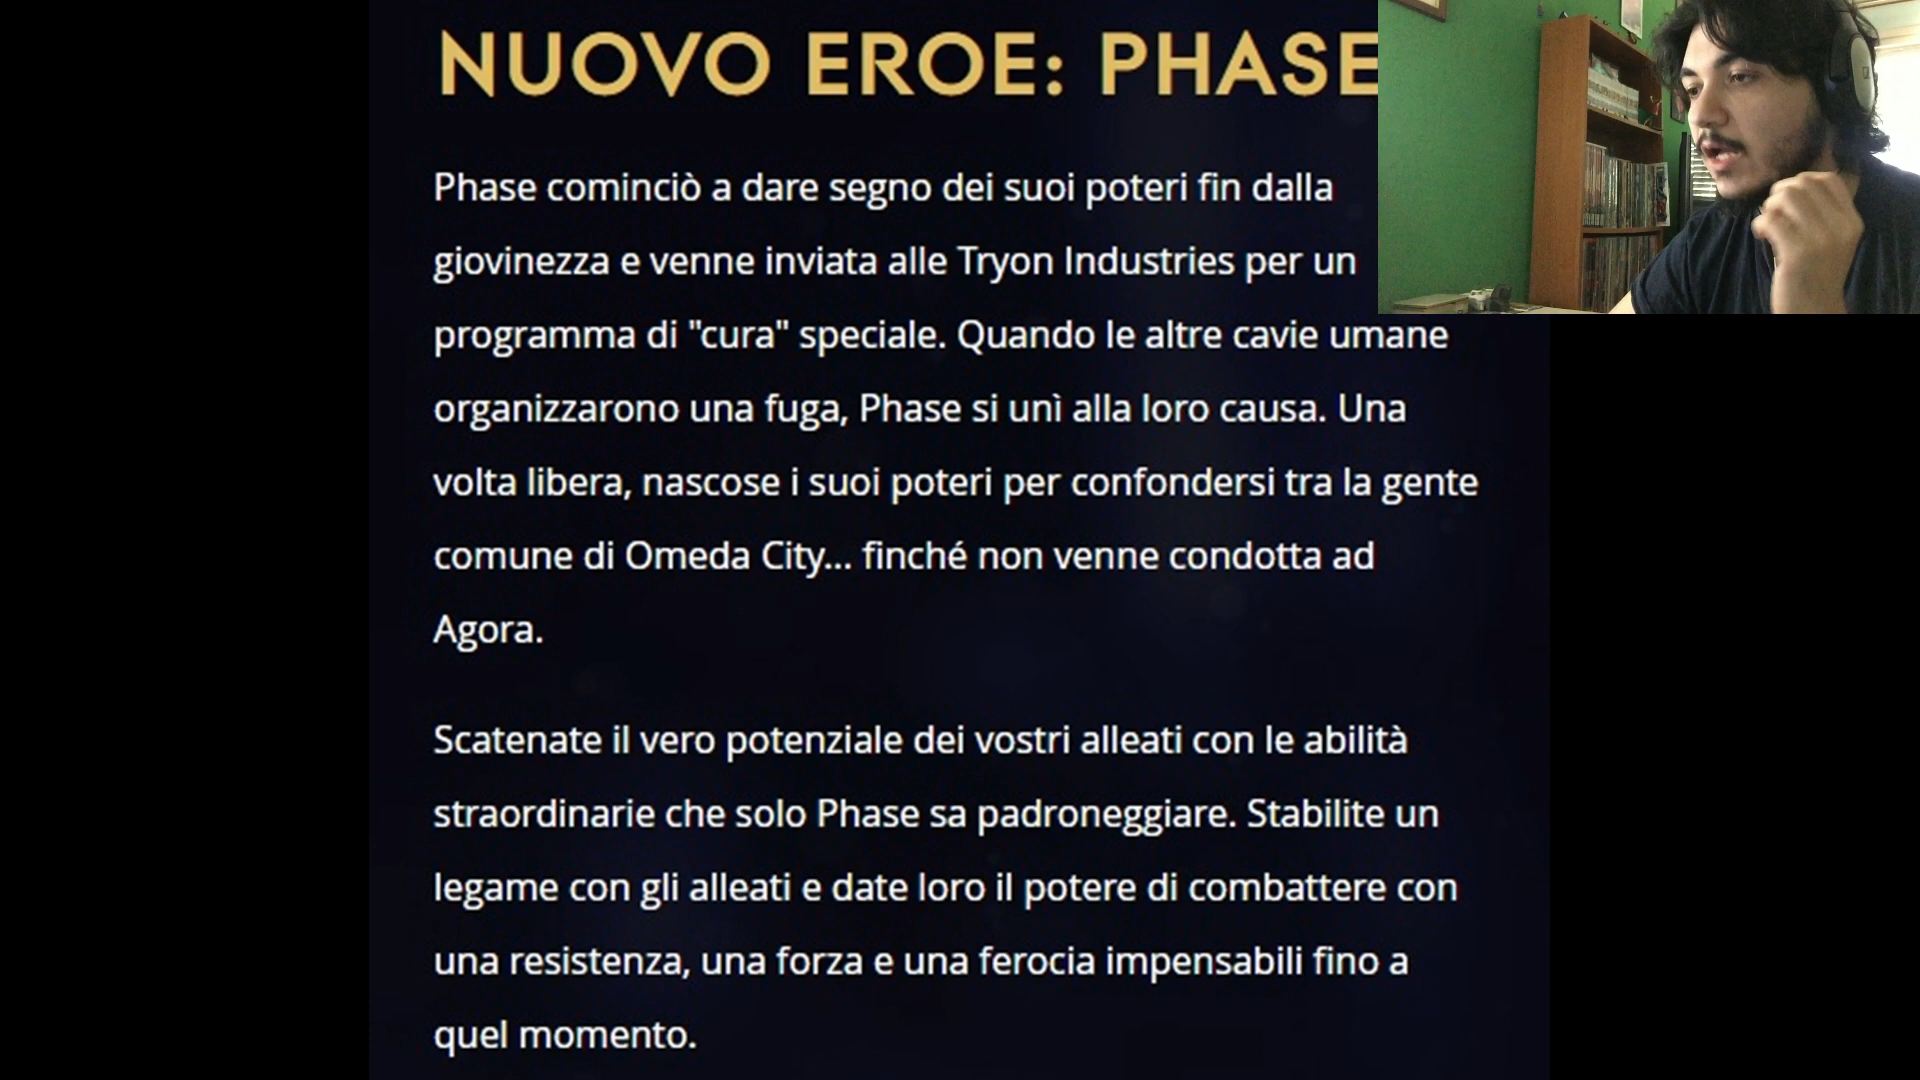 NUOVO EROE: PHASE
Phase cominciò a dare segno dei suoi poteri fin dalla
giovinezza e venne inviata alle Tryon Industries per un
programma di "cura" speciale. Quando le altre cavie umane
organizzarono una fuga, Phase si unì alla loro causa. Una
volta libera, nascose i suoi poteri per confondersi tra la gente
comune di Omeda City... finché non venne condotta ad
Agora.
Scatenate il vero potenziale dei vostri alleati con le abilità
straordinarie che solo Phase sa padroneggiare. Stabilite un
legame con gli alleati e date loro il potere di combattere con
una resistenza, una forza e una ferocia impensabili fino a
quel momento.